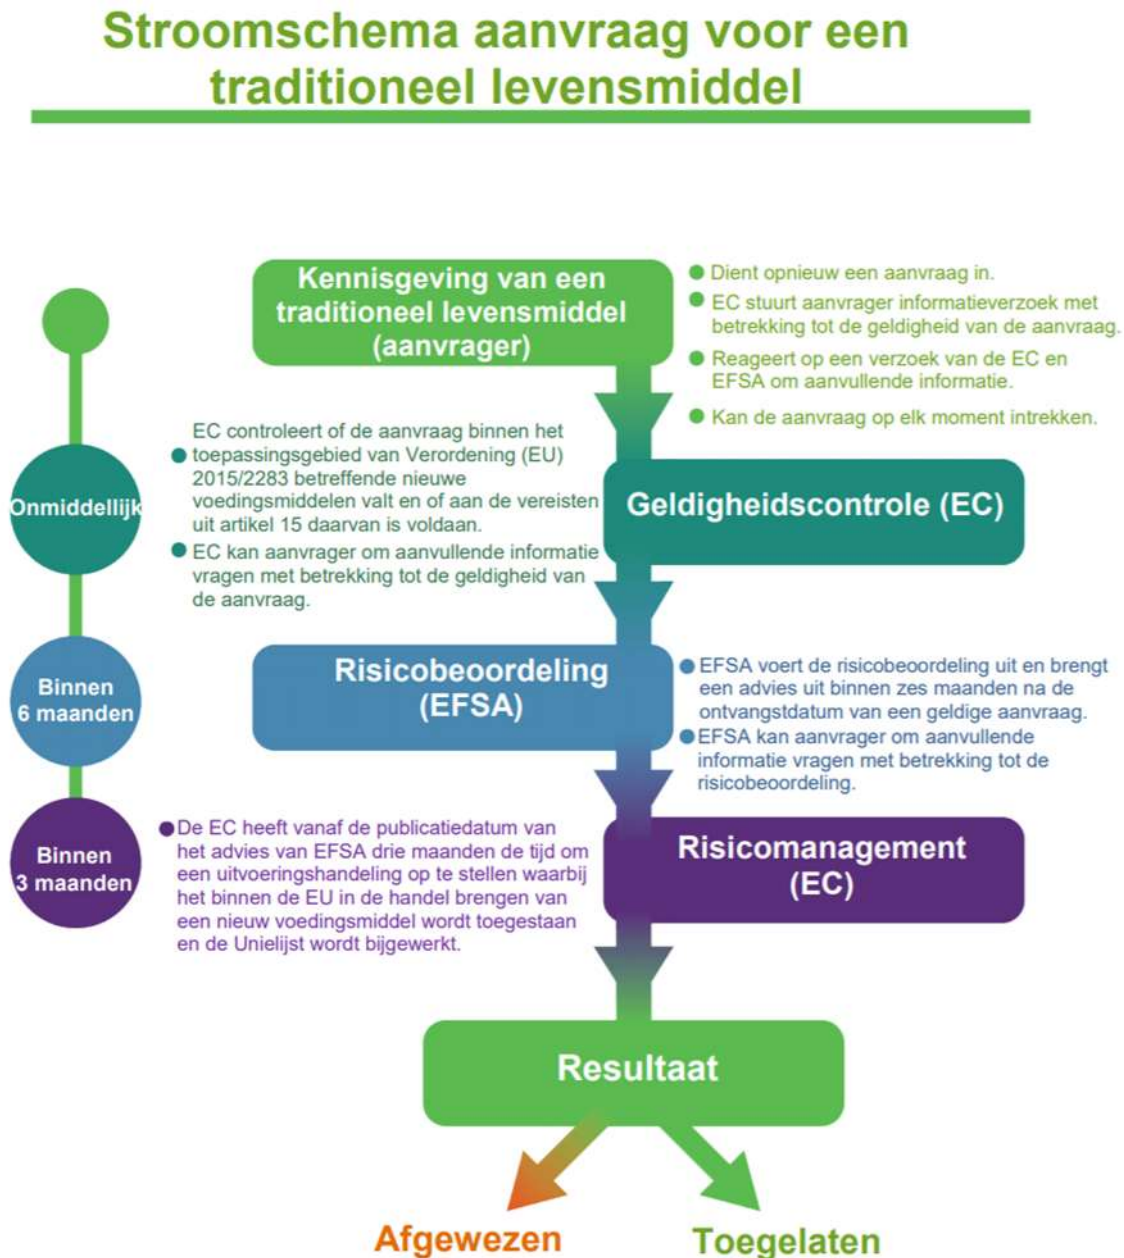 Stroomschema aanvraag voor een
traditioneel levensmiddel
Kennisgeving van een
traditioneel levensmiddel
(aanvrager)
Dient opnieuw een aanvraag in.
EC stuurt aanvrager informatieverzoek met
betrekking tot de geldigheid van de aanvraag.
Reageert op een verzoek van de EC en
EFSA om aanvullende informatie.
Kan de aanvraag op elk moment intrekken.
Onmiddellijk
EC controleert of de aanvraag binnen het
toepassingsgebied van Verordening (EU)
2015/2283 betreffende nieuwe
voedingsmiddelen valt en of aan de vereisten
uit artikel 15 daarvan is voldaan.
EC kan aanvrager om aanvullende informatie
vragen met betrekking tot de geldigheid van
de aanvraag.
Geldigheidscontrole (EC)
Binnen
6 maanden
Risicobeoordeling
(EFSA)
EFSA voert de risicobeoordeling uit en brengt
een advies uit binnen zes maanden na de
ontvangstdatum van een geldige aanvraag.
EFSA kan aanvrager om aanvullende
informatie vragen met betrekking tot de
risicobeoordeling.
Binnen
3 maanden
De EC heeft vanaf de publicatiedatum van
het advies van EFSA drie maanden de tijd om
een uitvoeringshandeling op te stellen waarbij
het binnen de EU in de handel brengen van
een nieuw voedingsmiddel wordt toegestaan
en de Unielijst wordt bijgewerkt.
Risicomanagement
(EC)
Resultaat
Afgewezen
Toegelaten